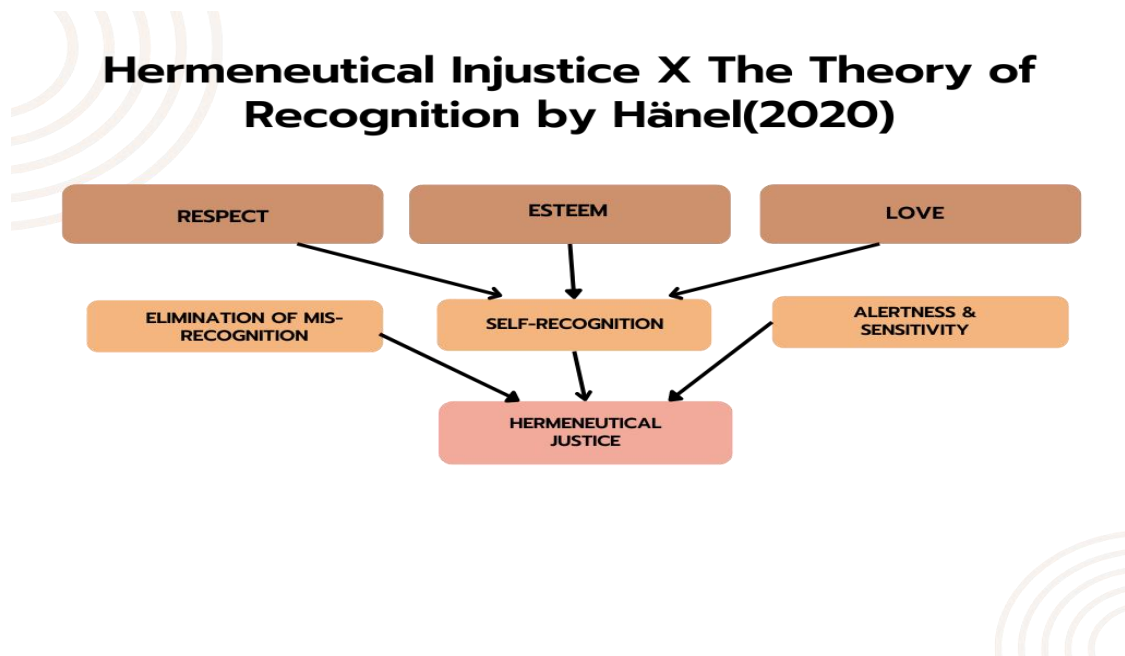 Hermeneutical Injustice X The Theory of
Recognition by Hänel(2020)
RESPECT
ESTEEM
LOVE
ELIMINATION OF MIS-
RECOGNITION
SELF-RECOGNITION
ALERTNESS &
SENSITIVITY
HERMENEUTICAL
JUSTICE